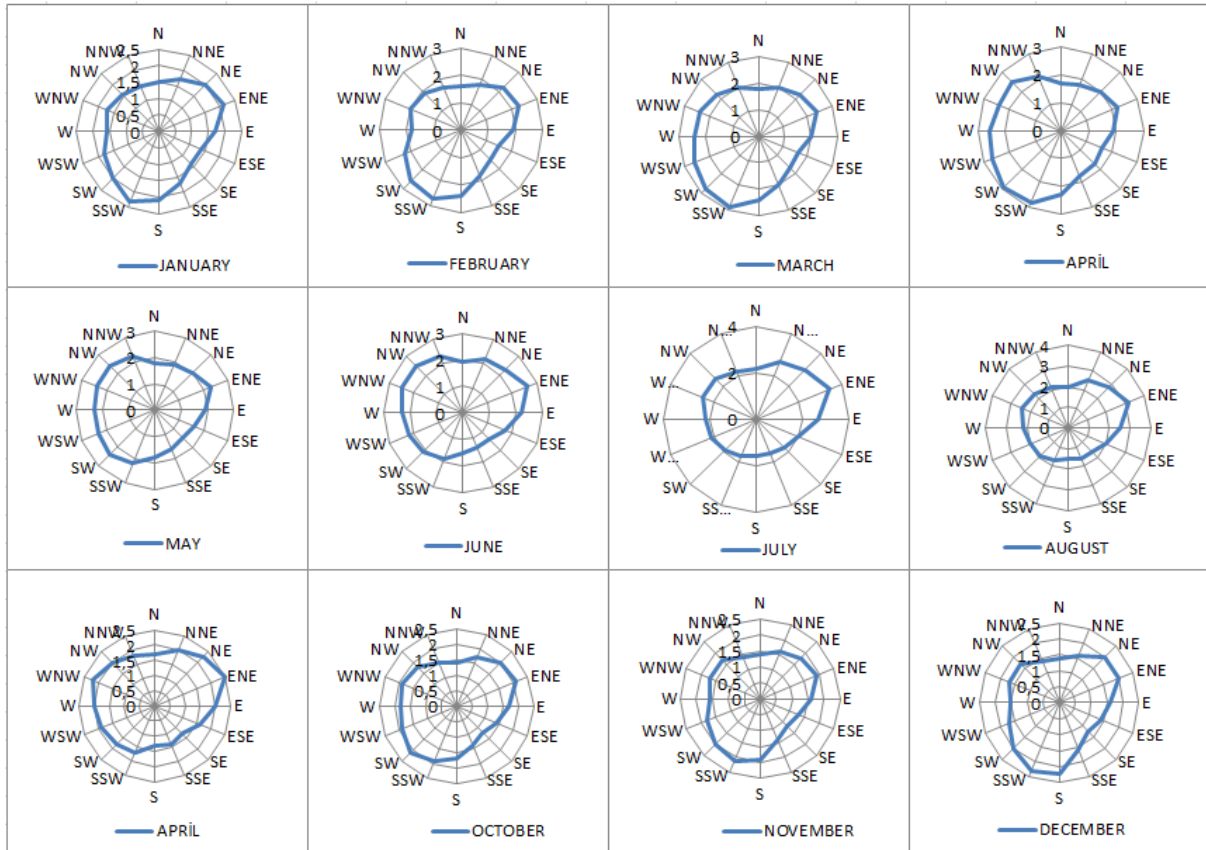 N
NNW 2,5 NNE
NW 2 NE
1,5
WNW 1 ENE
0,5
W 0 E
WSW ESE
SW SE
SSW SSE
S
JANUARY
N
NNW 3 NNE
NW 2 NE
WNW 1 ENE
W 0 E
WSW ESE
SW SE
SSW SSE
S
FEBRUARY
N
NNW 3 NNE
NW 2 NE
WNW 1 ENE
W 0 E
WSW ESE
SW SE
SSW SSE
S
MARCH
N
NNW 3 NNE
NW 2 NE
WNW 1 ENE
W 0 E
WSW ESE
SW SE
SSW SSE
S
APRİL
N
NNW 3 NNE
NW 2 NE
WNW 1 ENE
W 0 E
WSW ESE
SW SE
SSW SSE
S
MAY
N
NNW 3 NNE
NW 2 NE
WNW 1 ENE
W 0 E
WSW ESE
SW SE
SSW SSE
S
JUNE
N
N... 4 N...
NW NE
W... 2 ENE
W 0 E
W... ESE
SW SE
SS... SSE
S
JULY
N
NNW 4 NNE
NW 3 NE
WNW 2 ENE
1
W 0 E
WSW ESE
SW SE
SSW SSE
S
AUGUST
N
NNW 2,5 NNE
NW 2 NE
1,5
WNW 1 ENE
0,5
W 0 E
WSW ESE
SW SE
SSW SSE
S
APRİL
N
NNW 2,5 NNE
NW 2 NE
1,5
WNW 1 ENE
0,5
W 0 E
WSW ESE
SW SE
SSW SSE
S
OCTOBER
N
NNW 2,5 NNE
NW 2 NE
1,5
WNW 1 ENE
0,5
W 0 E
WSW ESE
SW SE
SSW SSE
S
NOVEMBER
N
NNW 2,5 NNE
NW 2 NE
1,5
WNW 1 ENE
0,5
W 0 E
WSW ESE
SW SE
SSW SSE
S
DECEMBER